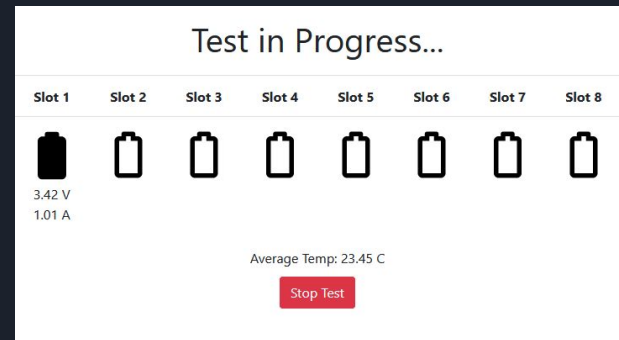 Test in Progress...
Slot 1 Slot 2 Slot 3 Slot 4 Slot 5 Slot 6 Slot 7 Slot 8
3.42 V
1.01 A
Average Temp: 23.45 C
Stop Test